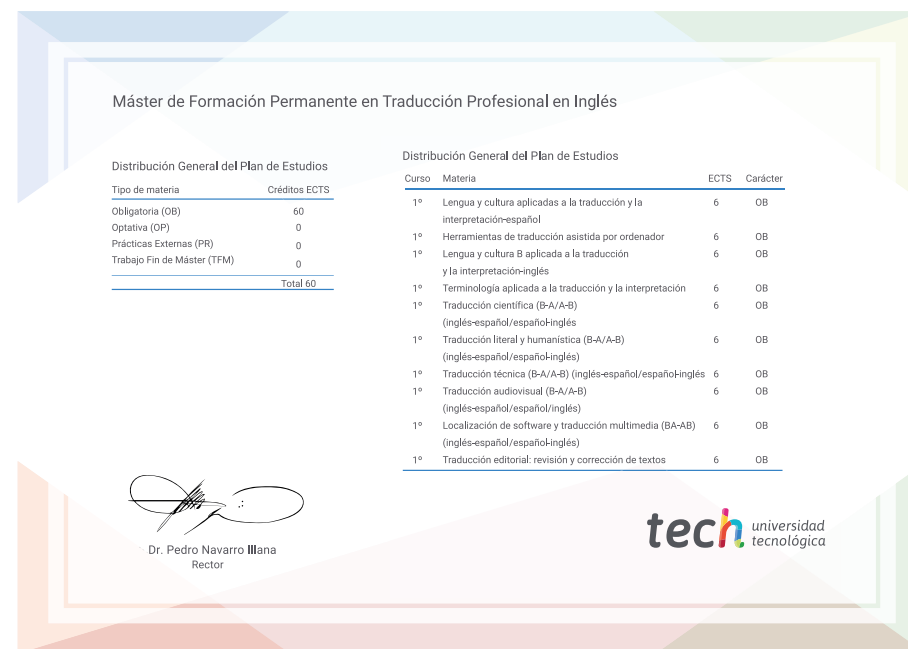 Máster de Formación Permanente en Traducción Profesional en Inglés
Distribución General del Plan de Estudios
Tipo de materia Créditos ECTS
Obligatoria (OB) 60
Optativa (OP) 0
Prácticas Externas (PR) 0
Trabajo Fin de Máster (TFM) 0
Total 60
Distribución General del Plan de Estudios
Curso Materia ECTS Carácter
1º Lengua y cultura aplicadas a la traducción y la 6 OB
interpretación-español
1º Herramientas de traducción asistida por ordenador 6 OB
1º Lengua y cultura B aplicada a la traducción 6 OB
y la interpretación-inglés
1º Terminología aplicada a la traducción y la interpretación 6 OB
1º Traducción científica (B-A/A-B) 6 OB
(inglés-español/español-inglés
1º Traducción literal y humanística (B-A/A-B) 6 OB
(inglés-español/español-inglés)
1º Traducción técnica (B-A/A-B) (inglés-español/español-inglés 6 OB
1º Traducción audiovisual (B-A/A-B) 6 OB
(inglés-español/español/inglés)
1º Localización de software y traducción multimedia (BA-AB) 6 OB
(inglés-español/español-inglés)
1º Traducción editorial: revisión y corrección de textos 6 OB
Dr. Pedro Navarro Illana
Rector
tech universidad
tecnológica